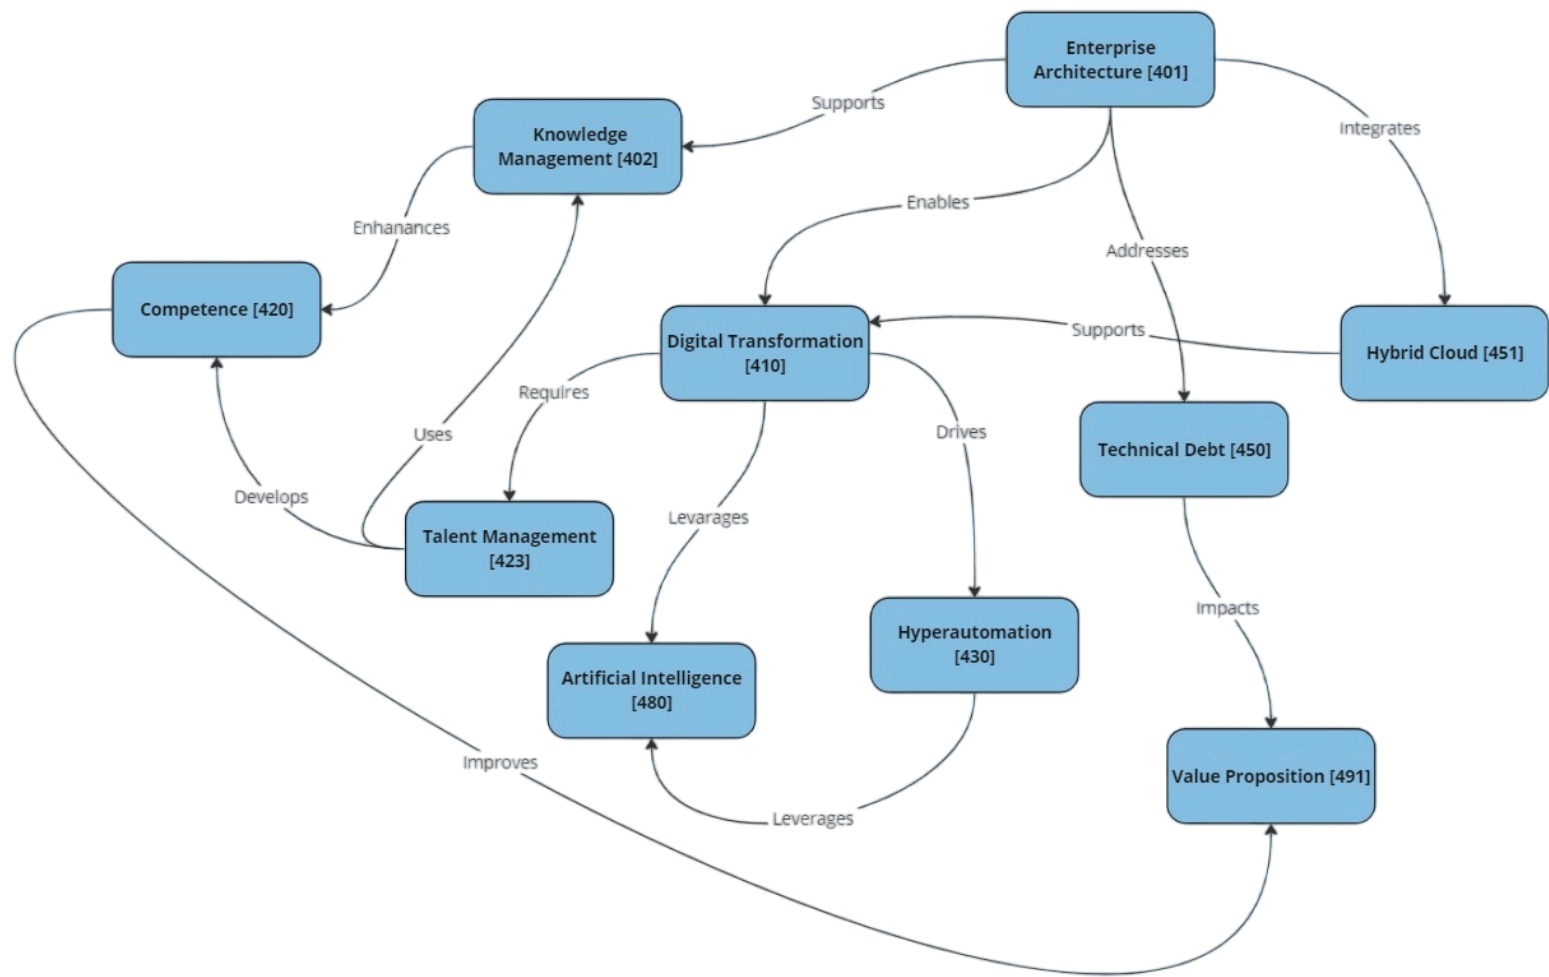 Enterprise
Architecture [401]
Supports
Knowledge
Management [402]
Integrates
Enables
Enhanances
Addresses
Competence [420]
Digital Transformation
[410]
Supports
Hybrid Cloud [451]
Requires
Uses
Drives
Technical Debt [450]
Develops
Levarages
Talent Management
[423]
Impacts
Hyperautomation
[430]
Artificial Intelligence
[480]
Improves
Value Proposition [491]
Leverages